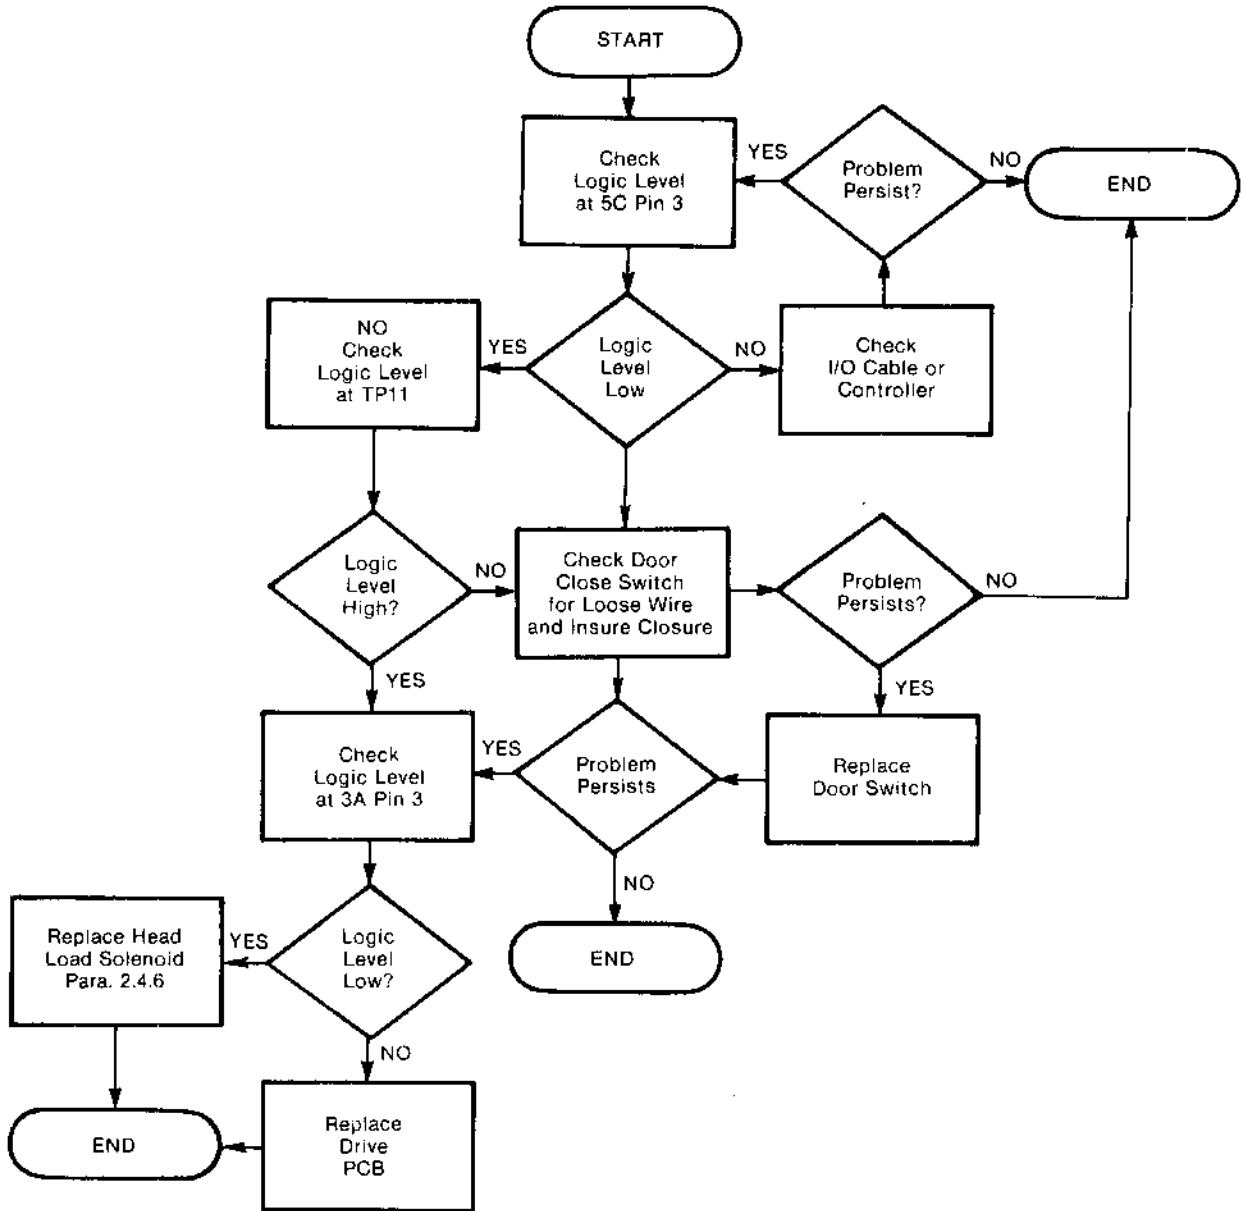 START
Check
Logic Level
at 5C Pin 3
YES
Problem
Persist?
NO
END
NO
Check
Logic Level
at TP11
YES
Logic
Level
Low
NO
Check
I/O Cable or
Controller
Logic
Level
High?
NO
Check Door
Close Switch
for Loose Wire
and Insure Closure
Problem
Persists?
NO
YES
YES
Check
Logic Level
at 3A Pin 3
YES
Problem
Persists
Replace
Door Switch
NO
END
Replace Head
Load Solenoid
Para. 2.4.6
YES
Logic
Level
Low?
NO
END
Replace
Drive
PCB